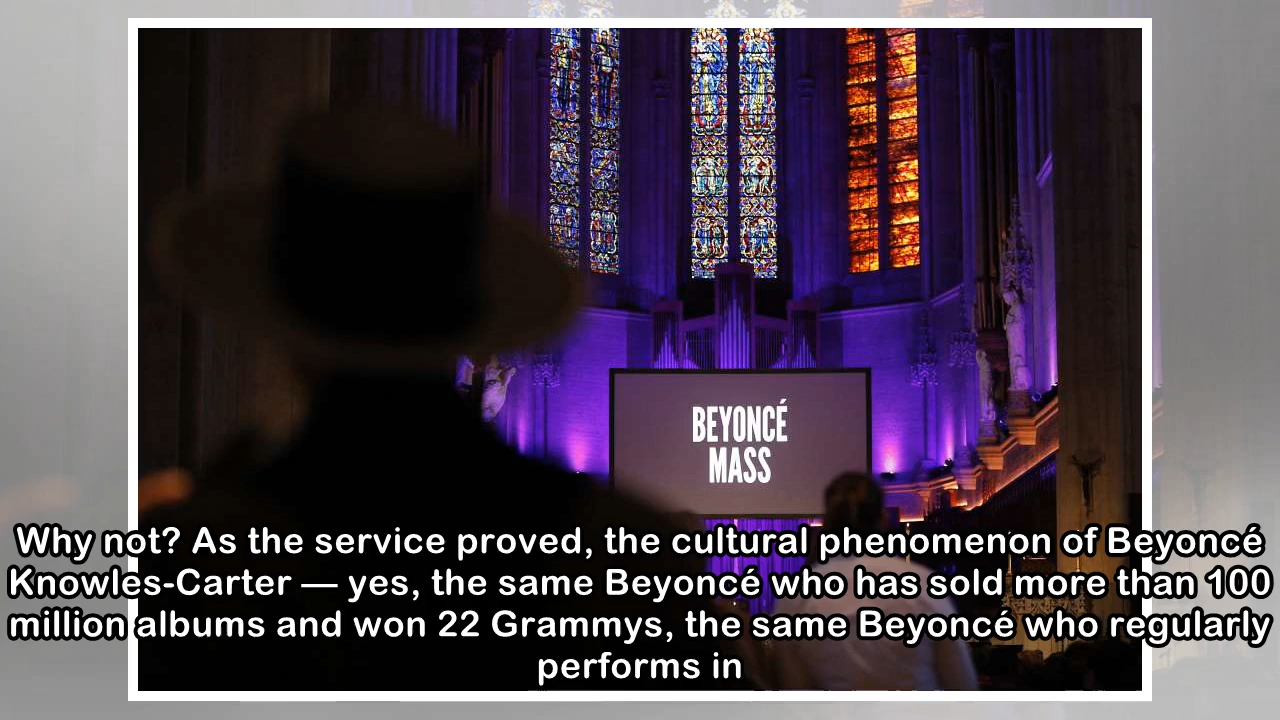 BEYONCÉ
MASS
Why not? As the service proved, the cultural phenomenon of Beyoncé
Knowles-Carter — yes, the same Beyoncé who has sold more than 100
million albums and won 22 Grammys, the same Beyoncé who regularly
performs in